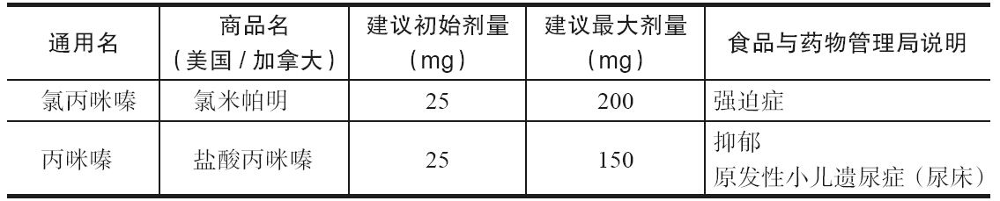 通用名 商品名 建议初始剂量 建议最大剂量 食品与药物管理局说明
(美国/加拿大) (mg) (mg)
氯丙咪嗪 氯米帕明 25 200 强迫症
丙咪嗪 盐酸丙咪嗪 25 150 抑郁
原发性小儿遗尿症(尿床)